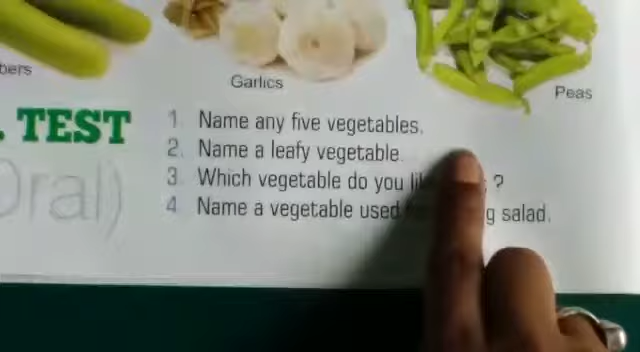 bers
Garlics
Peas
. TEST
Oral)
1. Name any five vegetables.
2. Name a leafy vegetable.
3. Which vegetable do you li ?
4. Name a vegetable used g salad.